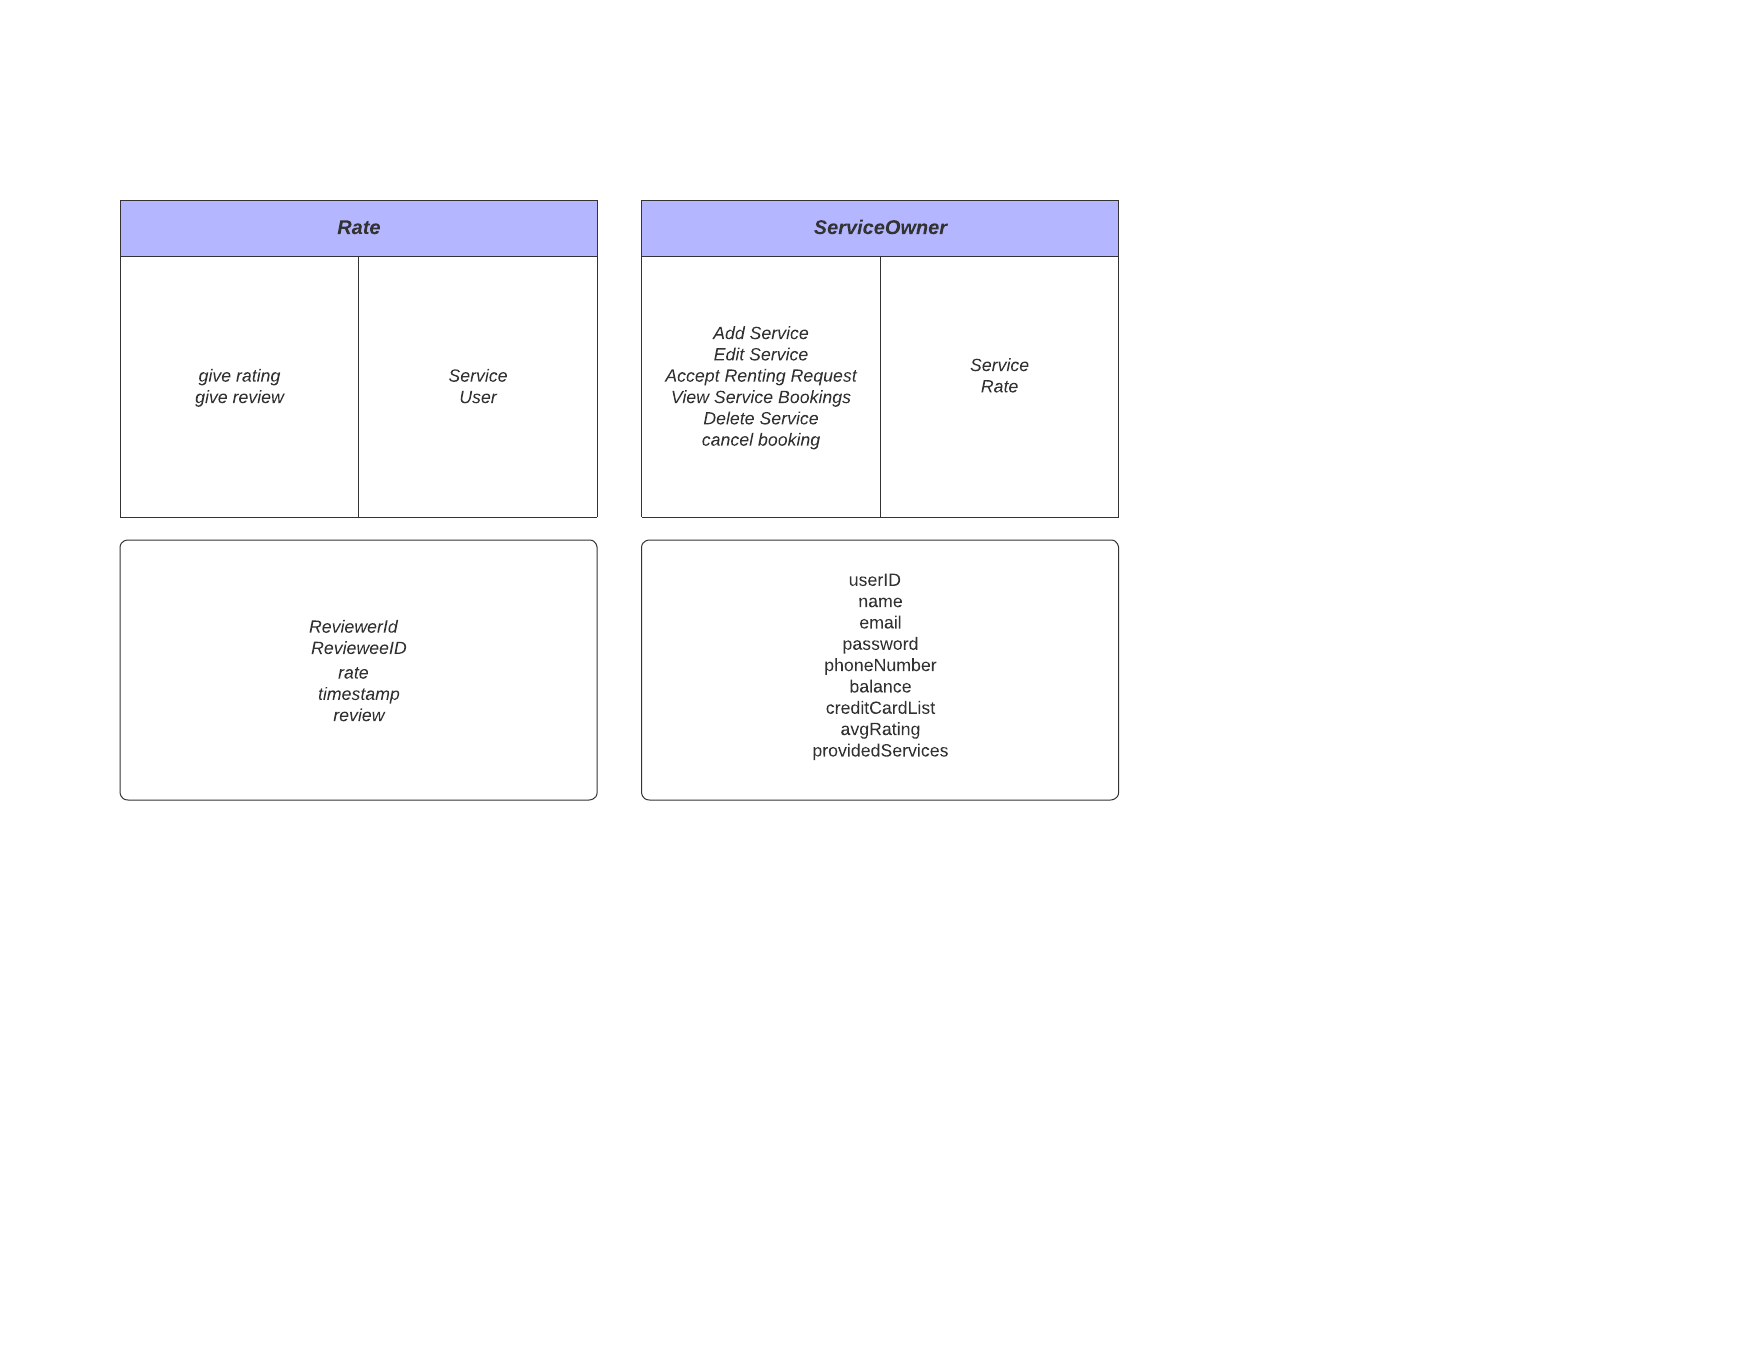 Rate
give rating
give review
Service
User
ReviewerId
RevieweeID
rate
timestamp
review
ServiceOwner
Add Service
Edit Service
Accept Renting Request
View Service Bookings
Delete Service
cancel booking
Service
Rate
userID
name
email
password
phoneNumber
balance
creditCardList
avgRating
providedServices